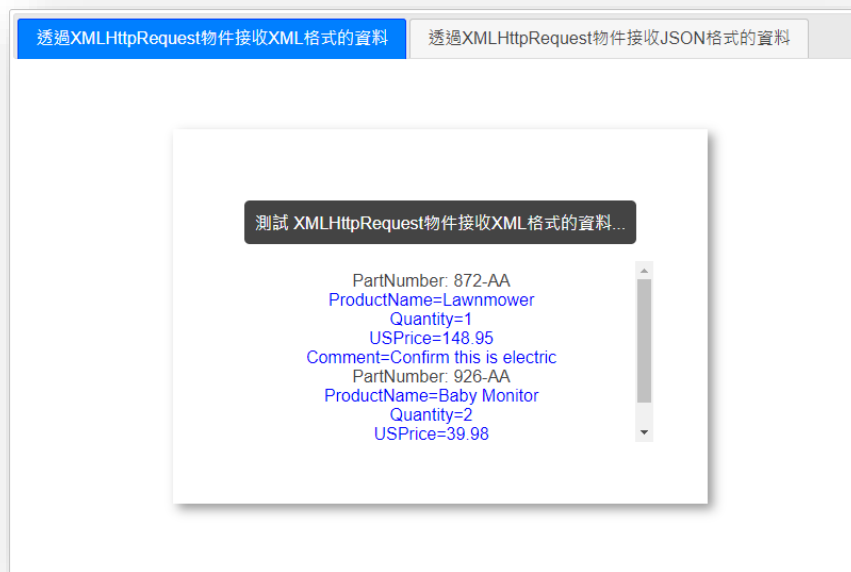 透過XMLHttpRequest物件接收XML格式的資料
透過XMLHttpRequest物件接收JSON格式的資料
測試 XMLHttpRequest物件接收XML格式的資料...
PartNumber: 872-AA
ProductName=Lawnmower
Quantity=1
USPrice=148.95
Comment=Confirm this is electric
PartNumber: 926-AA
ProductName=Baby Monitor
Quantity=2
USPrice=39.98